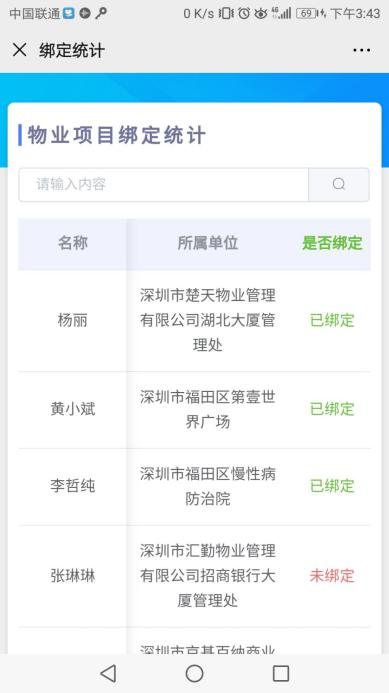 中国联通 0 K/s 4G 69 下午3:43
绑定统计
物业项目绑定统计
请输入内容
名称 所属单位 是否绑定
深圳市楚天物业管理
杨丽 有限公司湖北大厦管 已绑定
理处
深圳市福田区第壹世
黄小斌 已绑定
界广场
深圳市福田区慢性病
李哲纯 已绑定
防治院
深圳市汇勤物业管理
张琳琳 有限公司招商银行大 未绑定
厦管理处
深圳市京基百纳商业